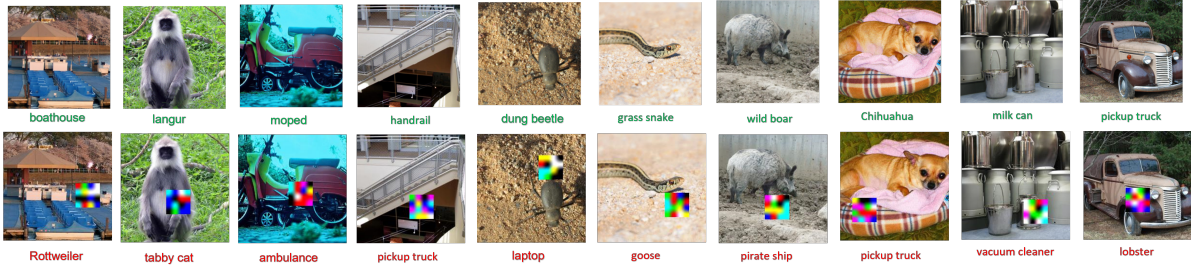 boathouse langur moped handrail dung beetle grass snake wild boar Chihuahua milk can pickup truck
Rottweiler tabby cat ambulance pickup truck laptop goose pirate ship pickup truck vacuum cleaner lobster